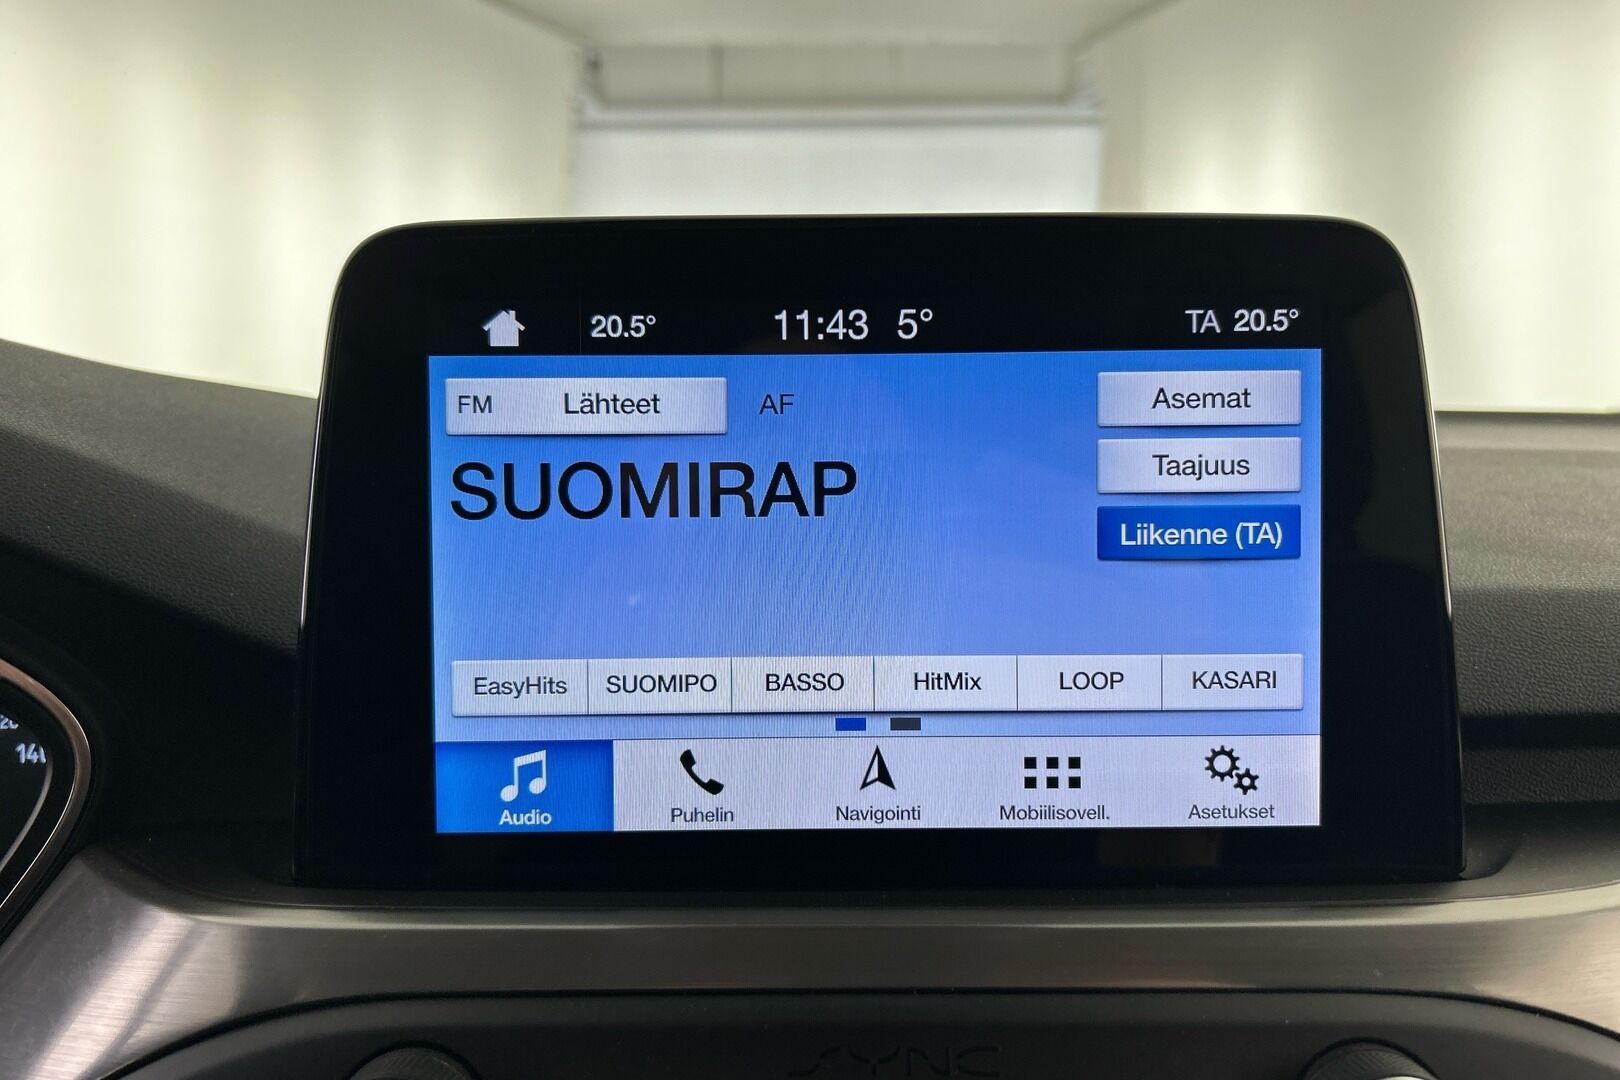 20.5° 11:43 5° TA 20.5°
FM Lähteet AF Asemat
Taajuus
SUOMIRAP
Liikenne (TA)
EasyHits SUOMIPO BASSO HitMix LOOP KASARI
Audio Puhelin Navigointi Mobiilisovell. Asetukset
SYNC